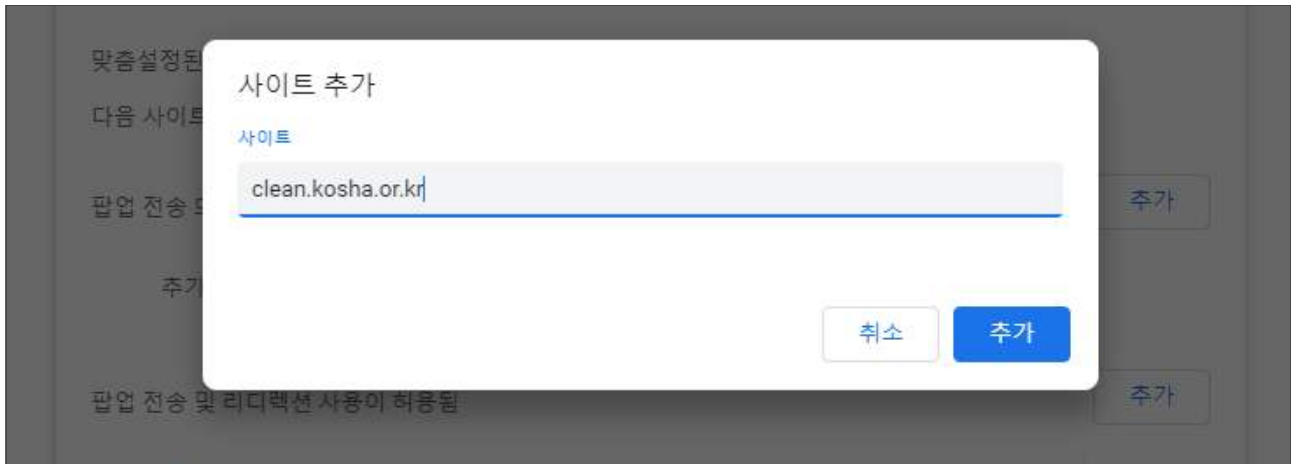 맞춤설정된
사이트 추가
다음 사이트
사이트
clean.kosha.or.kr
팝업 전송
추가
추가
취소
추가
팝업 전송 및 리디렉션 사용이 허용됨
추가